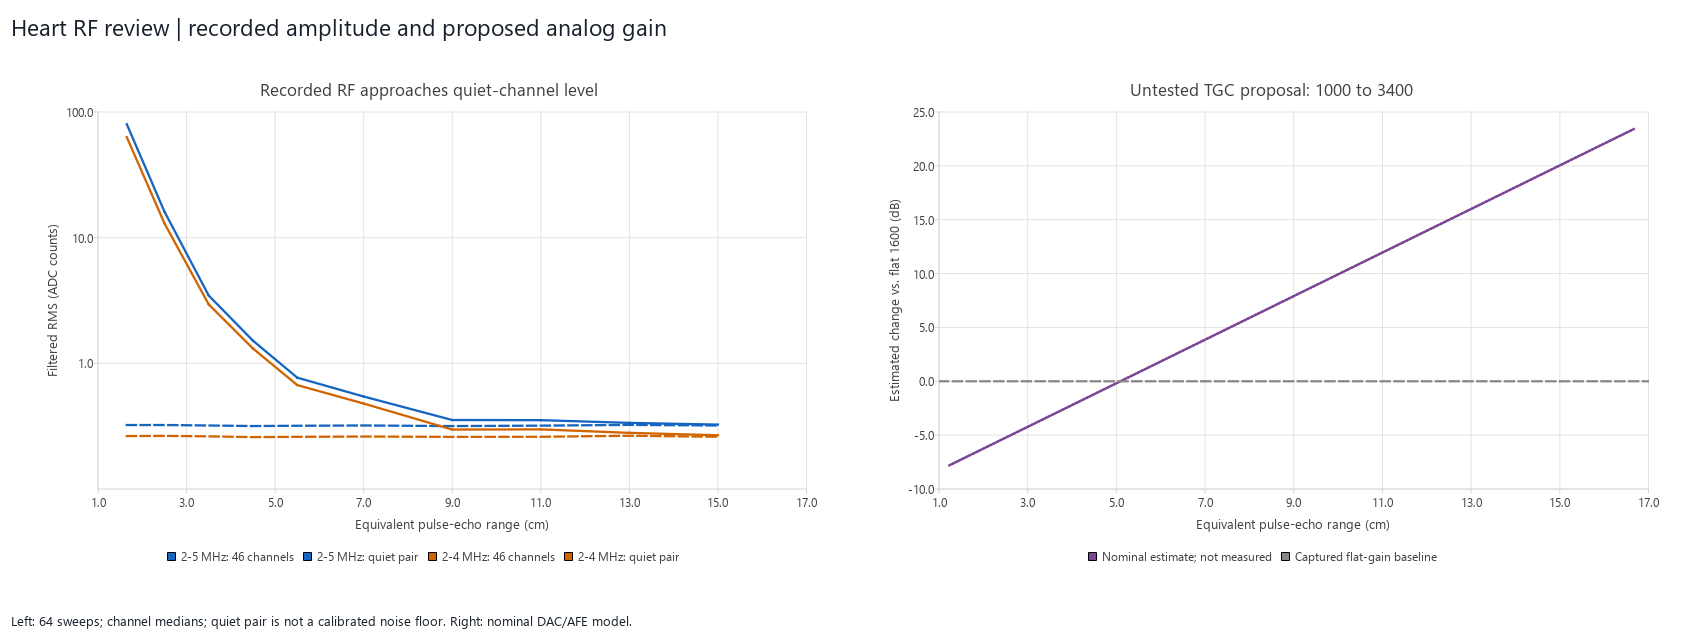 Heart RF review | recorded amplitude and proposed analog gain
Recorded RF approaches quiet-channel level
Filtered RMS (ADC counts)
100.0
10.0
1.0
1.0 3.0 5.0 7.0 9.0 11.0 13.0 15.0 17.0
Equivalent pulse-echo range (cm)
2-5 MHz: 46 channels 2-5 MHz: quiet pair 2-4 MHz: 46 channels 2-4 MHz: quiet pair
Untested TGC proposal: 1000 to 3400
Estimated change vs. flat 1600 (dB)
25.0
20.0
15.0
10.0
5.0
0.0
-5.0
-10.0
1.0 3.0 5.0 7.0 9.0 11.0 13.0 15.0 17.0
Equivalent pulse-echo range (cm)
Nominal estimate; not measured Captured flat-gain baseline
Left: 64 sweeps; channel medians; quiet pair is not a calibrated noise floor. Right: nominal DAC/AFE model.